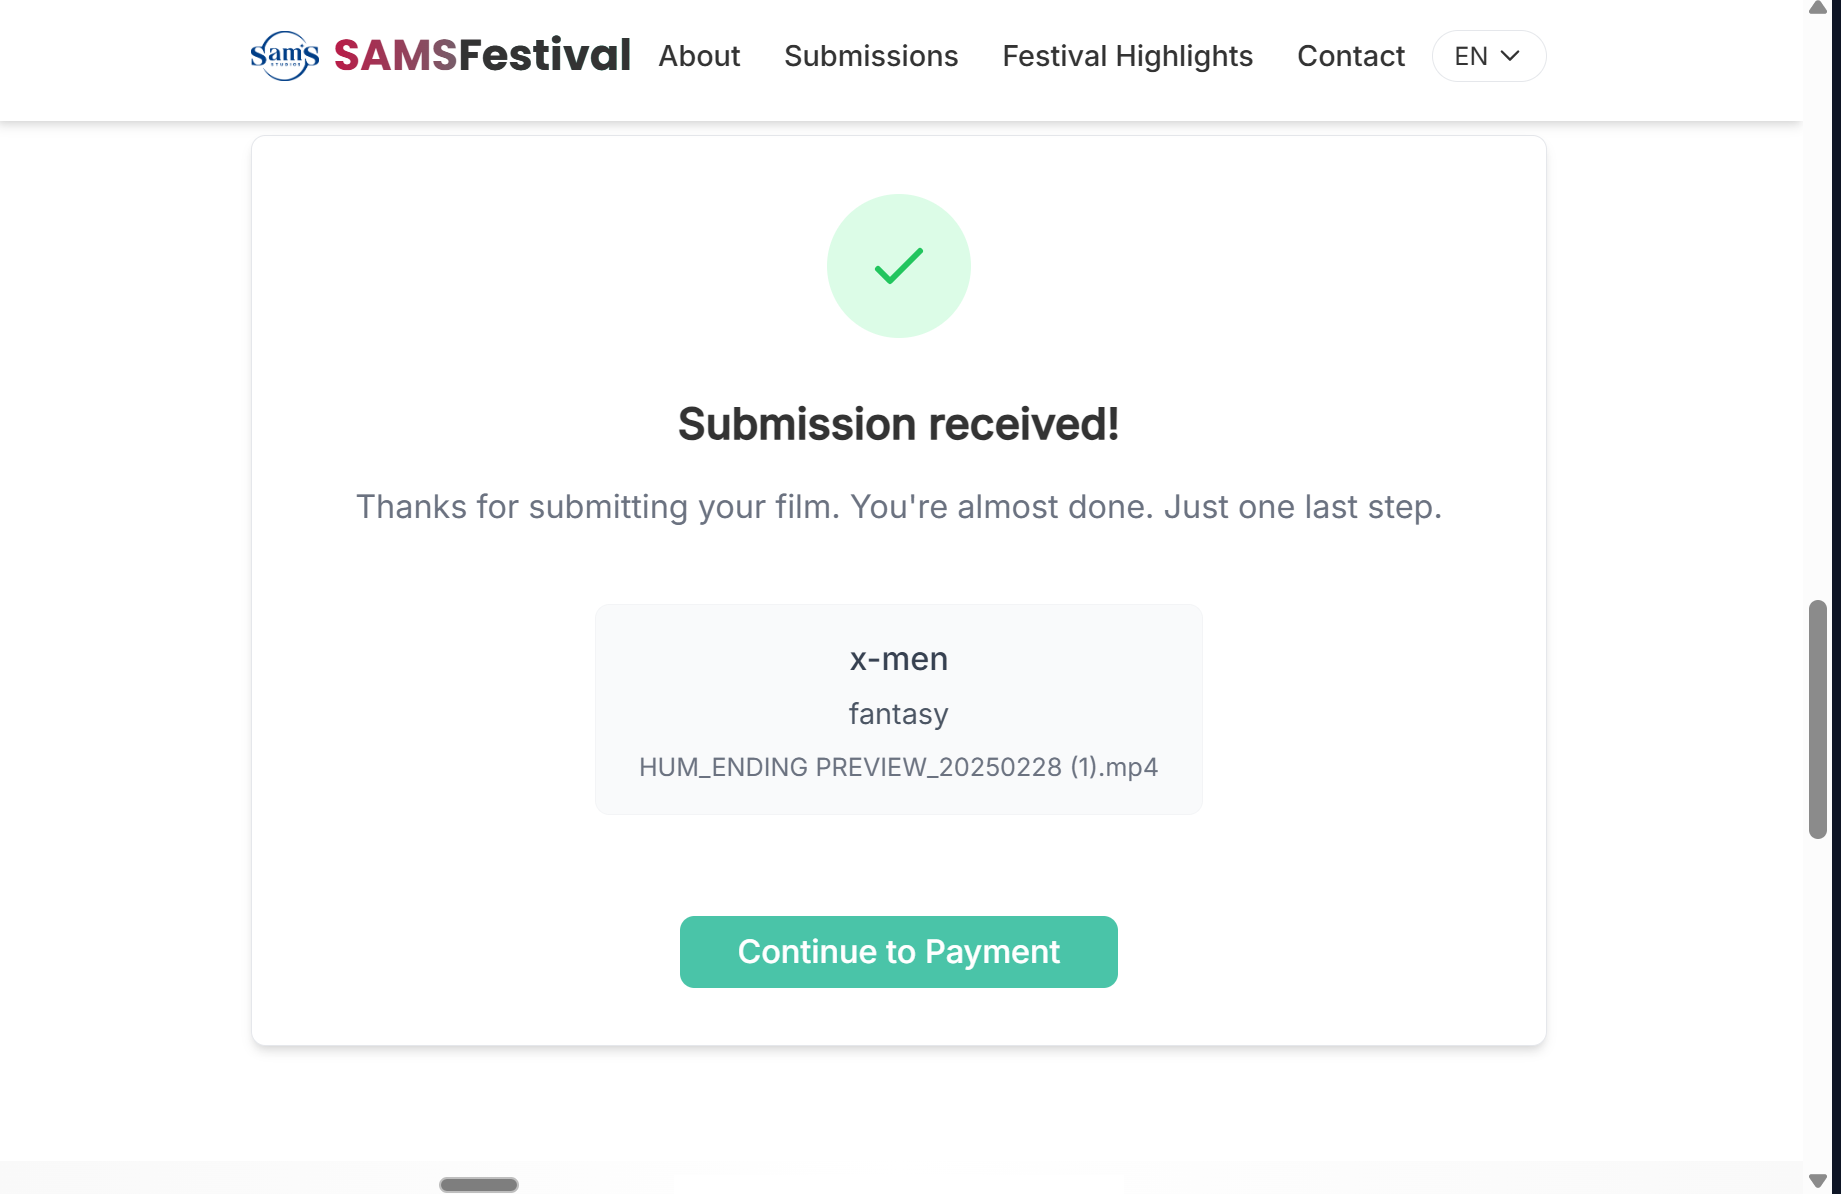 Sam's
STUDIOS
SAMSFestival
About
Submissions
Festival Highlights
Contact
EN
Submission received!
Thanks for submitting your film. You're almost done. Just one last step.
x-men
fantasy
HUM_ENDING PREVIEW_20250228 (1).mp4
Continue to Payment